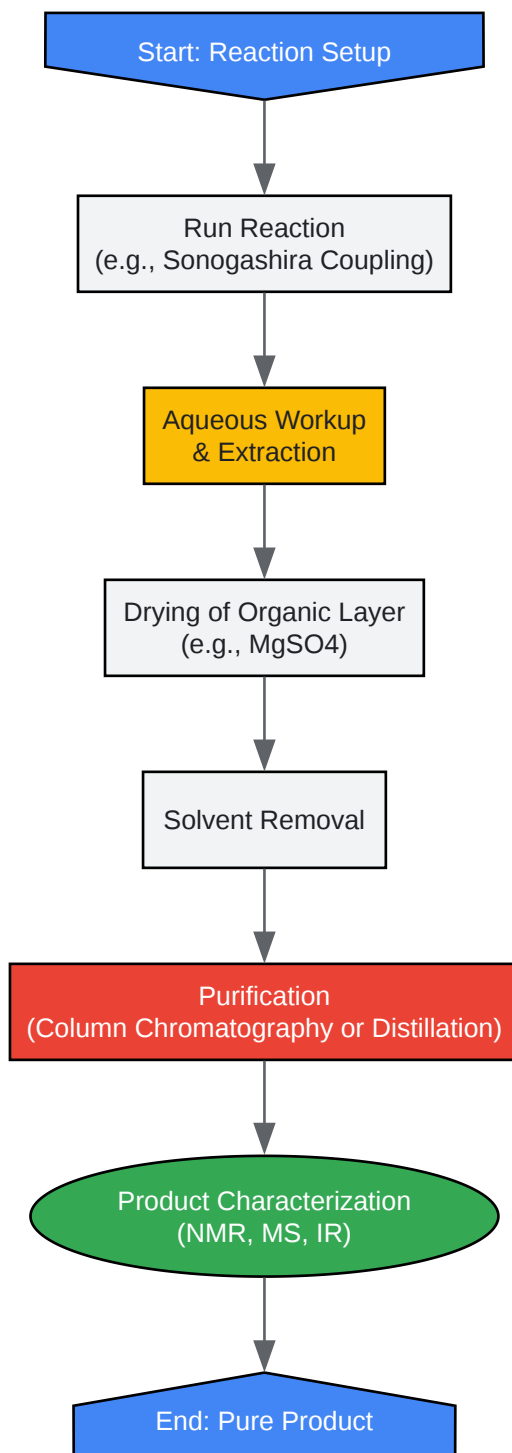 Start: Reaction Setup
Run Reaction
(e.g., Sonogashira Coupling)
Aqueous Workup
& Extraction
Drying of Organic Layer
(e.g., MgSO4)
Solvent Removal
Purification
(Column Chromatography or Distillation)
Product Characterization
(NMR, MS, IR)
End: Pure Product